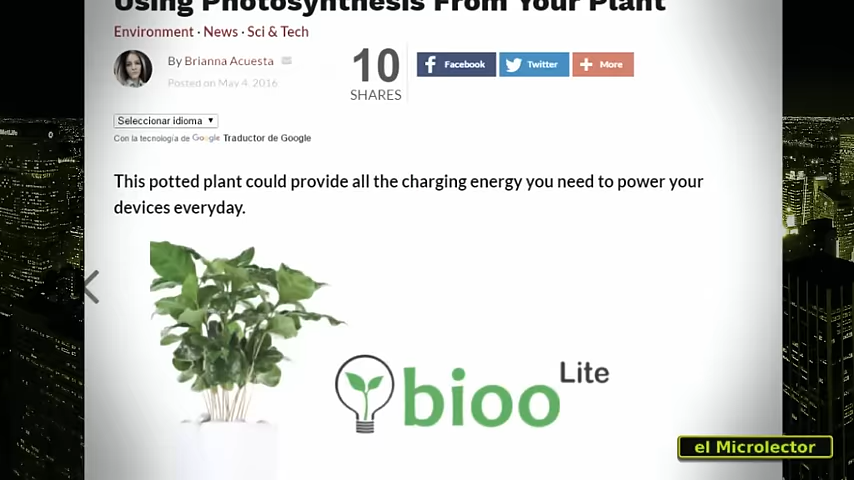 Using Photosynthesis From Your Plant
Environment · News · Sci & Tech
By Brianna Acuesta
Posted on May 4, 2016
10
SHARES
Facebook
Twitter
More
Seleccionar idioma
Con la tecnología de Google Traductor de Google
This potted plant could provide all the charging energy you need to power your
devices everyday.
bioo Lite
el Microlector